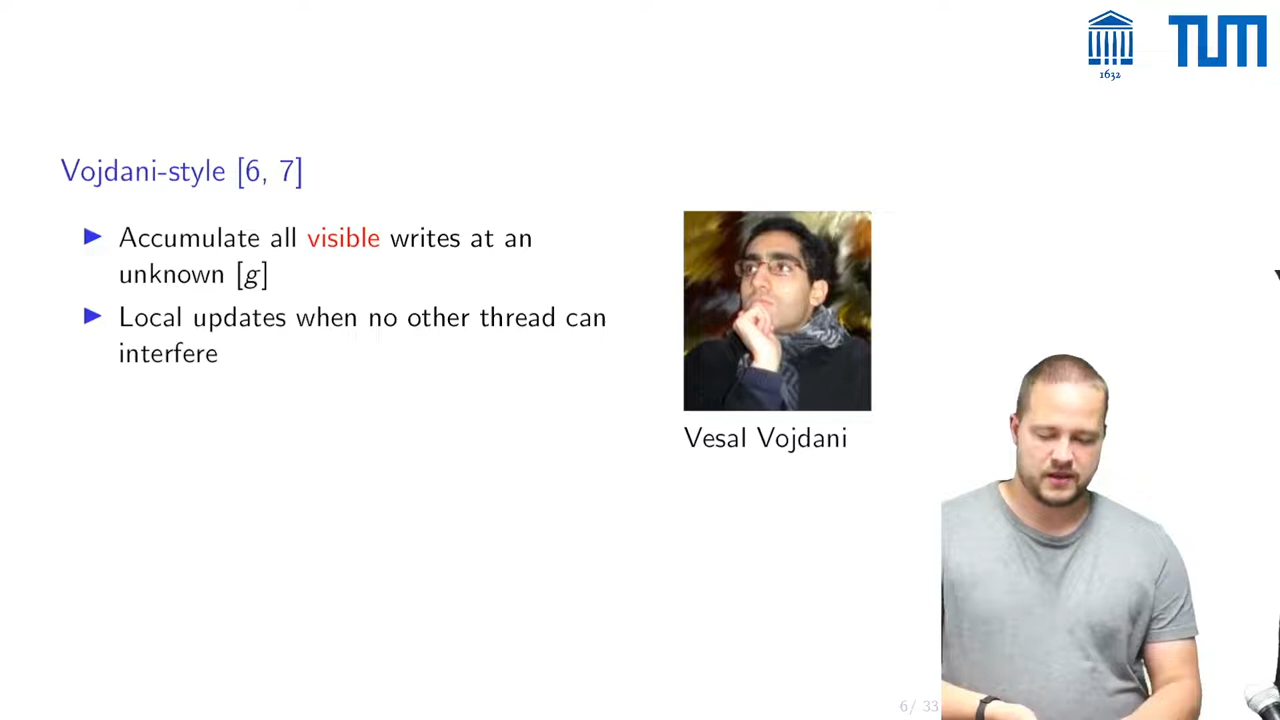 1632
TUM
Vojdani-style [6, 7]
▶ Accumulate all visible writes at an
unknown [g]
▶ Local updates when no other thread can
interfere
Vesal Vojdani
6/ 33